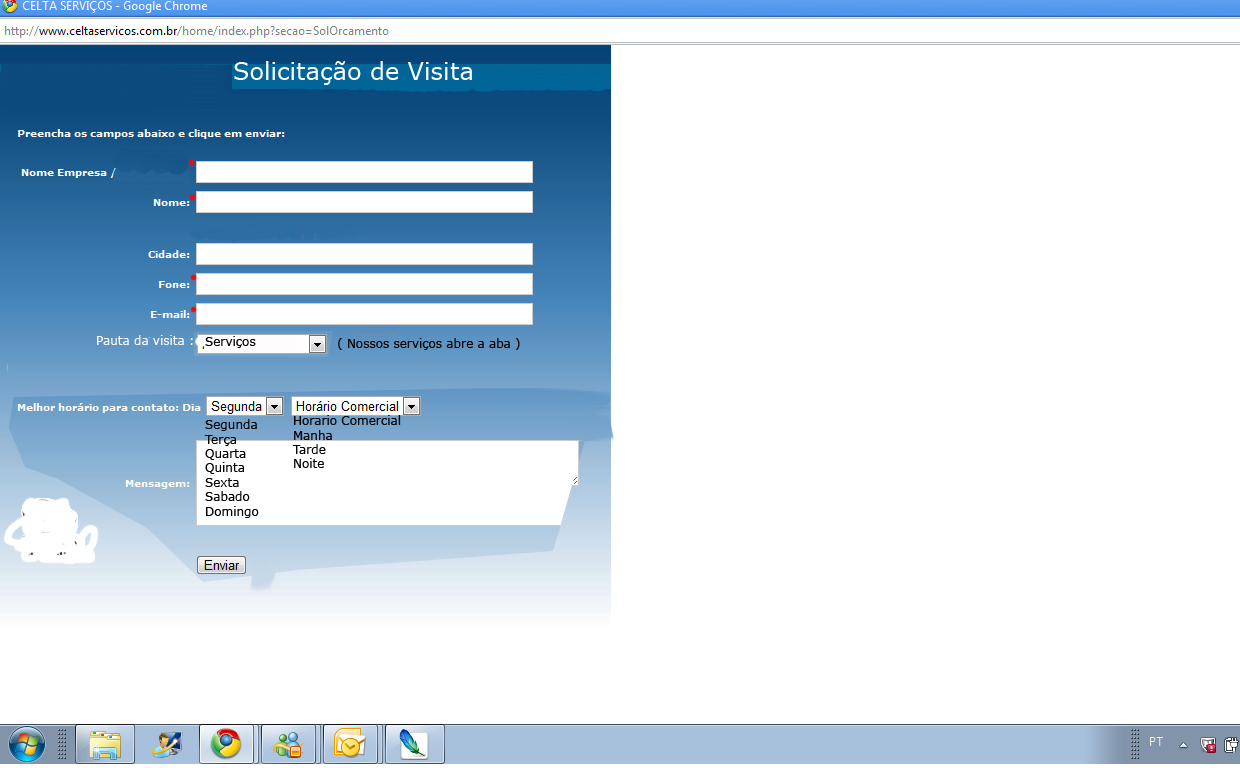 CELTA SERVIÇOS - Google Chrome
http://www.celtaservicos.com.br/home/index.php?secao=SolOrcamento
Solicitação de Visita
Preencha os campos abaixo e clique em enviar:
Nome Empresa /
Nome:
Cidade:
Fone:
E-mail:
Pauta da visita : Serviços ( Nossos serviços abre a aba )
Melhor horário para contato: Dia Segunda Horário Comercial
Segunda Horario Comercial
Terça Manha
Quarta Tarde
Quinta Noite
Mensagem: Sexta
Sabado
Domingo
Enviar
PT